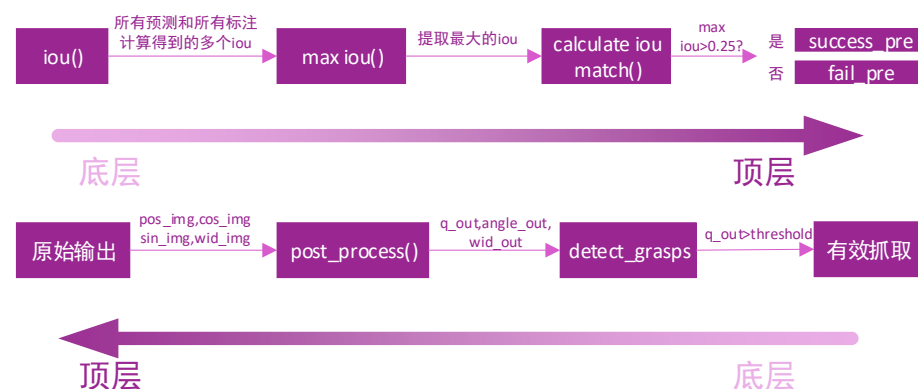 所有预测和所有标注
计算得到的多个iou
提取最大的iou
max
iou>0.25?
iou()
max iou()
calculate iou
match()
是
success_pre
否
fail_pre
底层
顶层
pos_img,cos_img
sin_img,wid_img
q_out,angle_out,
wid_out
q_out>threshold
原始输出
post_process()
detect_grasps
有效抓取
顶层
底层